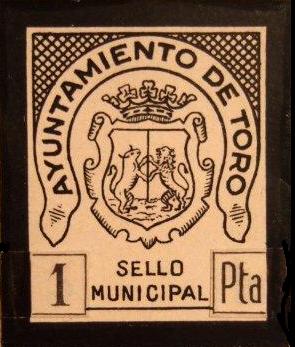 AYUNTAMIENTO DE TORO
1
SELLO
MUNICIPAL
Pta